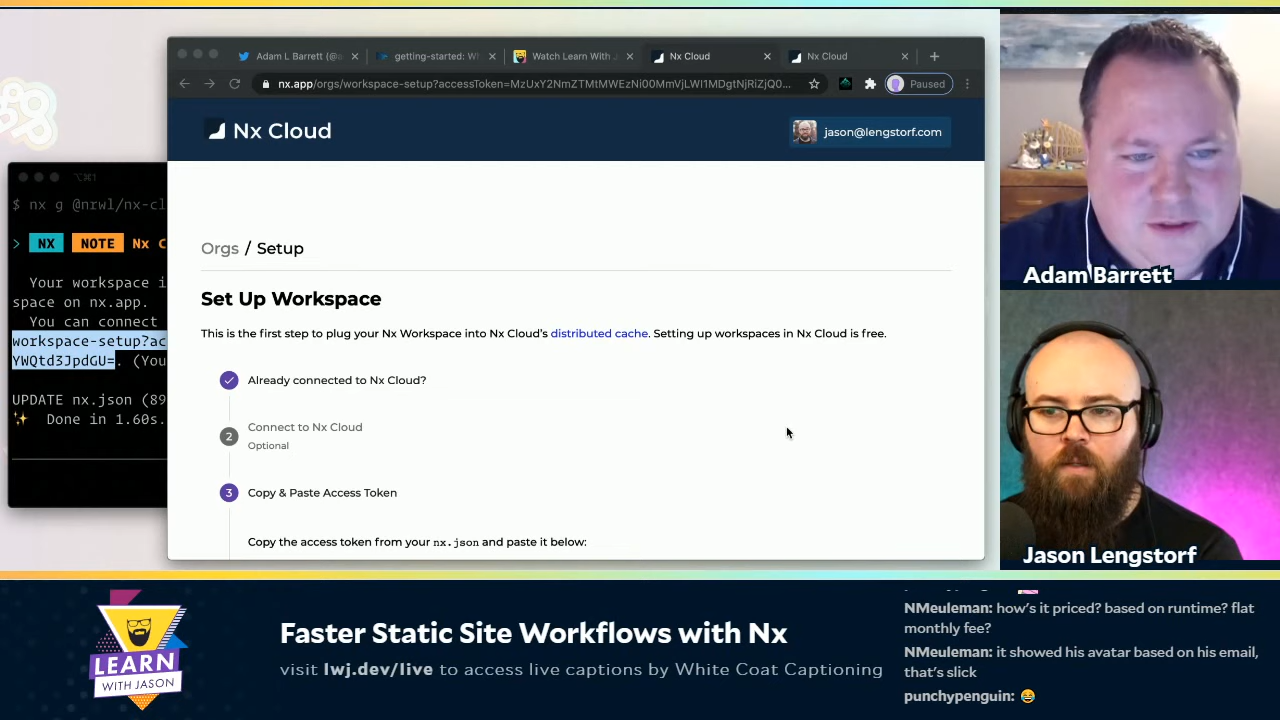 Adam L Barrett (@
getting-started: W
Watch Learn With J
Nx Cloud
Nx Cloud
nx.app/orgs/workspace-setup?accessToken=MzUxY2NmZTMtMWEzNi00MmVjLWI1MDgtNjRiZjQ0...
Paused
Nx Cloud
jason@lengstorf.com
Orgs / Setup
Set Up Workspace
This is the first step to plug your Nx Workspace into Nx Cloud's distributed cache. Setting up workspaces in Nx Cloud is free.
Already connected to Nx Cloud?
2 Connect to Nx Cloud
Optional
3 Copy & Paste Access Token
Copy the access token from your nx.json and paste it below:
⌥⌘1
$ nx g @nrwl/nx-cl
> NX NOTE Nx C
Your workspace i
space on nx.app.
You can connect
workspace-setup?ac
YWQtd3JpdGU=. (You
UPDATE nx.json (89
✨ Done in 1.60s.
Adam Barrett
Jason Lengstorf
LEARN
WITH JASON
Faster Static Site Workflows with Nx
visit lwj.dev/live to access live captions by White Coat Captioning
NMeuleman: how's it priced? based on runtime? flat
monthly fee?
NMeuleman: it showed his avatar based on his email,
that's slick
punchypenguin: 😂